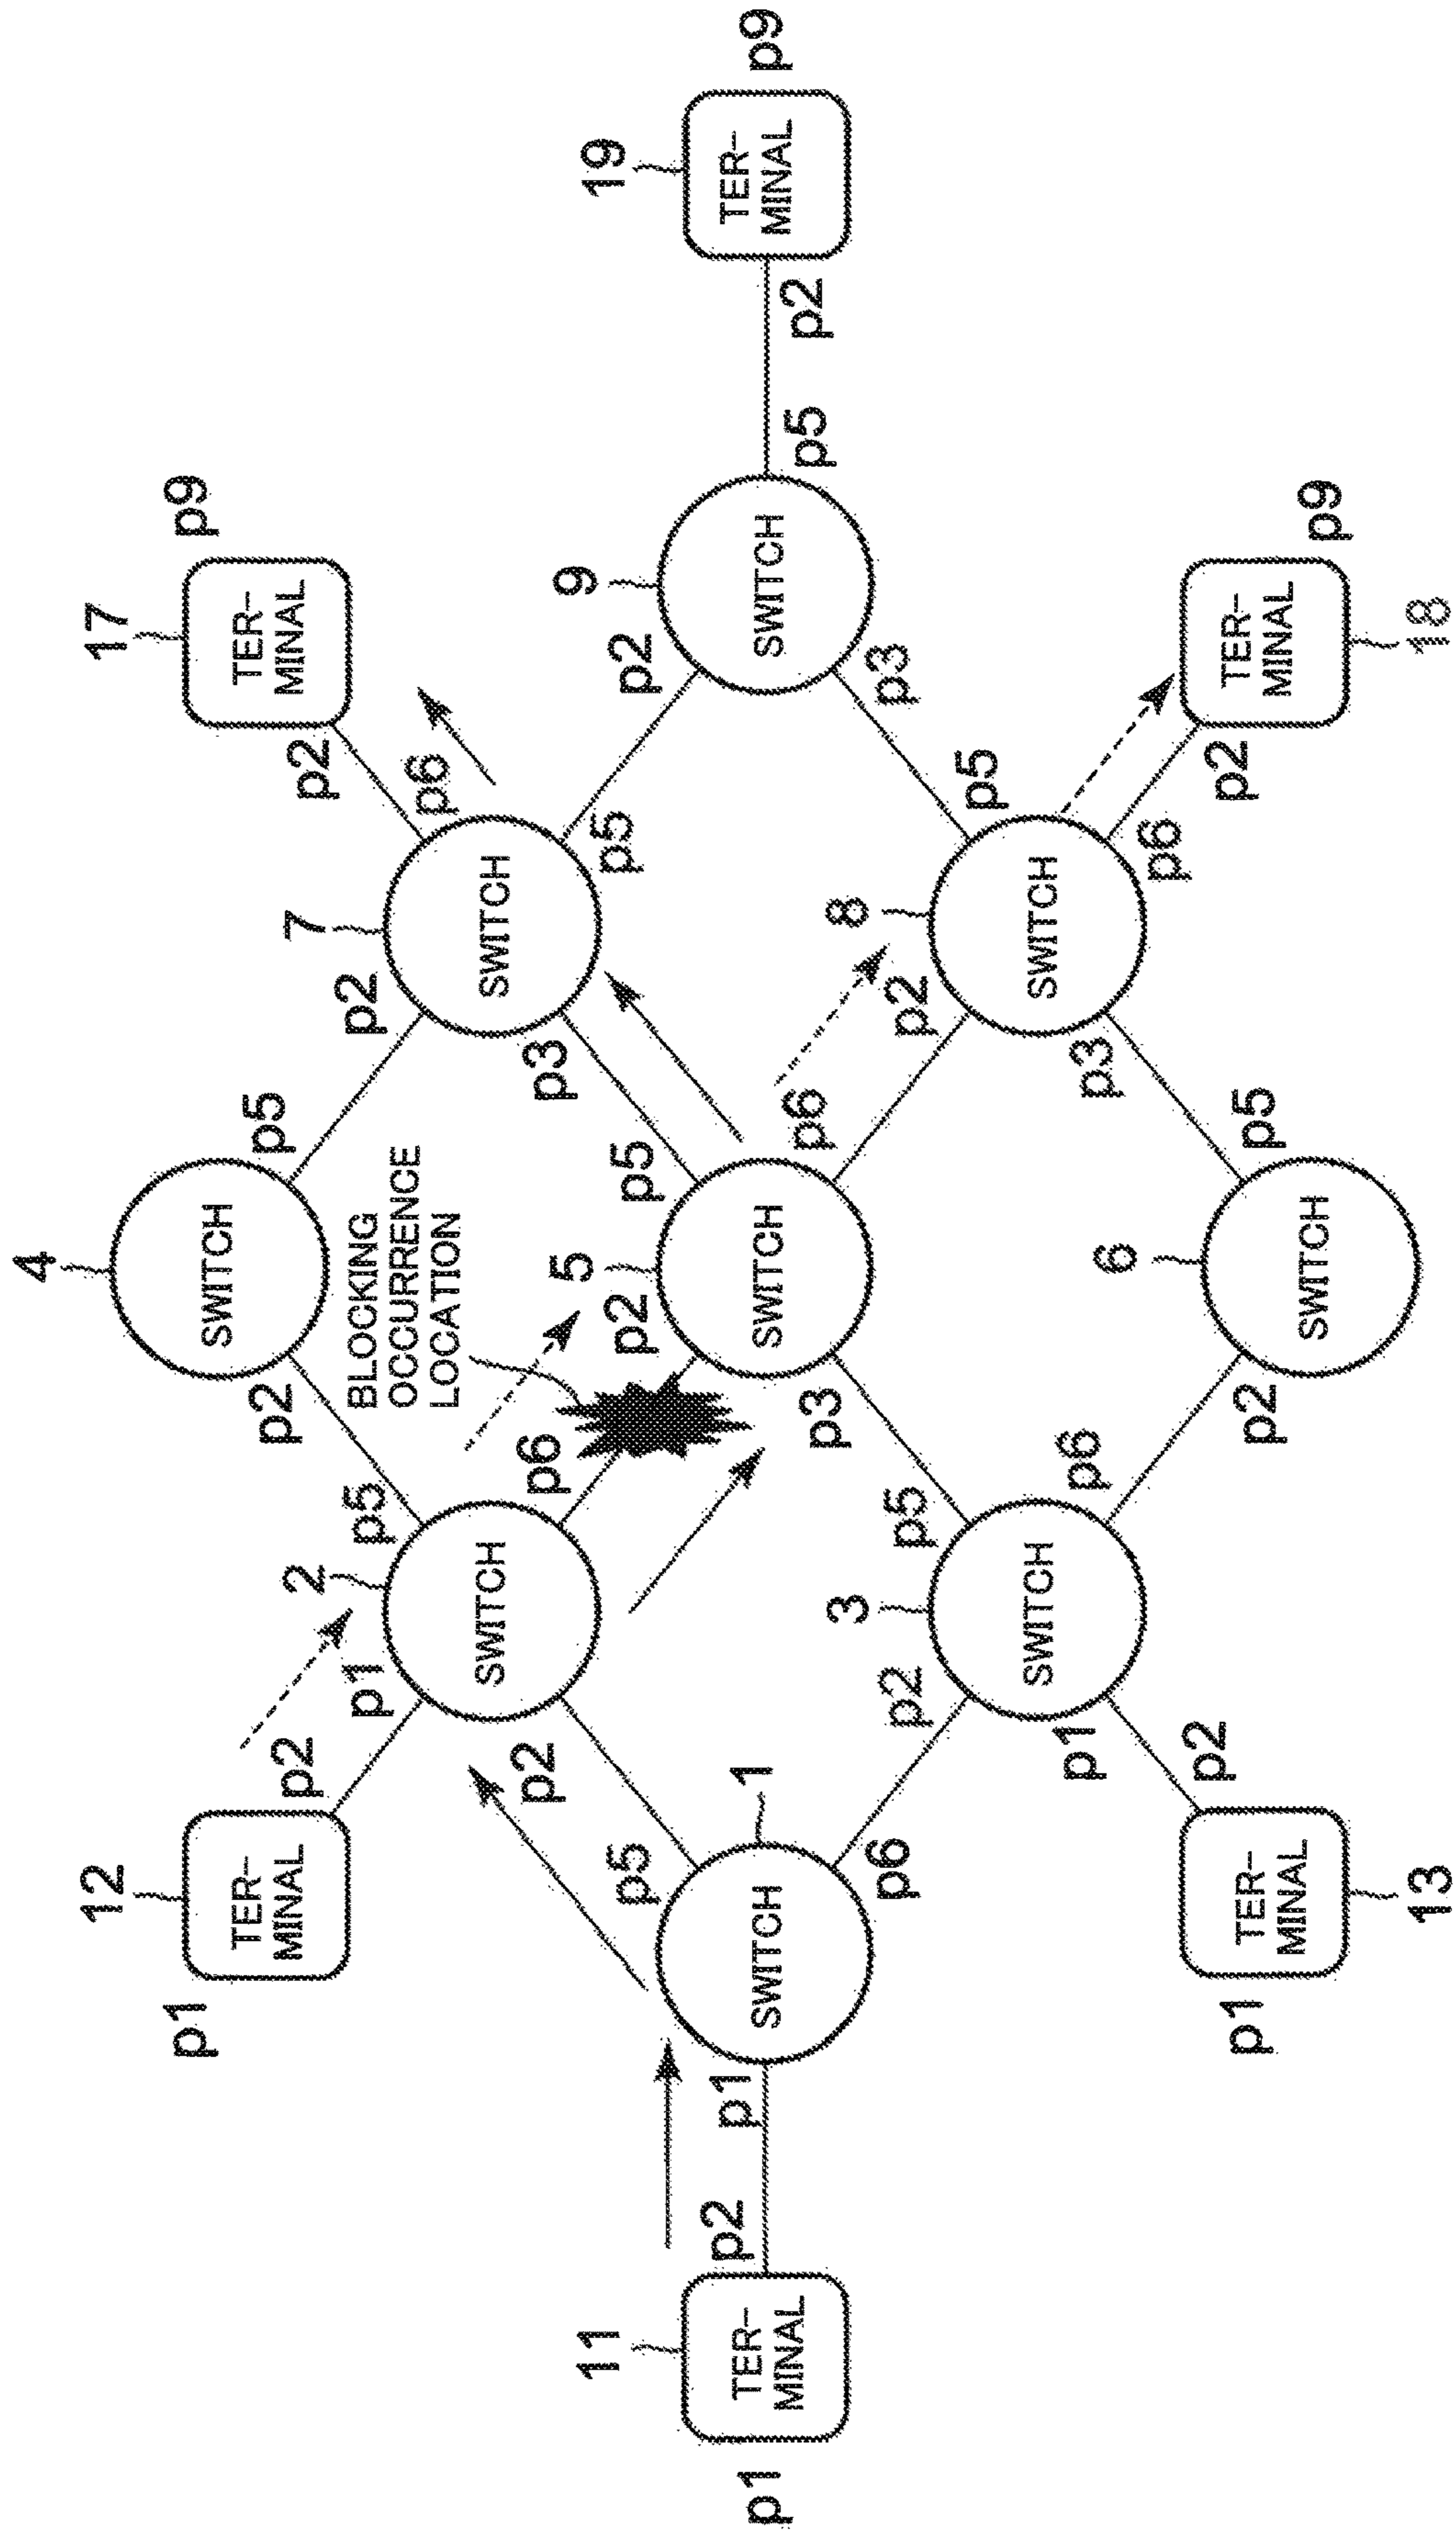 4
SWITCH
p2
p5
12
TER-
MINAL
p1
p2
17
TER-
MINAL
p2
p9
BLOCKING
OCCURRENCE
LOCATION
2
SWITCH
p1
p5
p2
p6
7
SWITCH
p2
p6
p3
p5
11
TER-
MINAL
p1
p2
1
SWITCH
p1
p5
p6
5
SWITCH
p2
p5
p3
p6
9
SWITCH
p2
p5
p3
19
TER-
MINAL
p2
p9
3
SWITCH
p2
p5
p1
p6
8
SWITCH
p2
p5
p3
p6
13
TER-
MINAL
p1
p2
6
SWITCH
p2
p5
18
TER-
MINAL
p2
p9